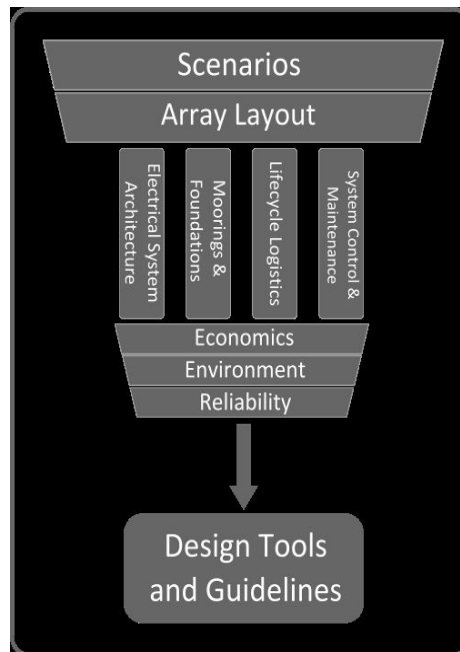 Scenarios
Array Layout
Electrical System
Architecture
Moorings &
Foundations
Lifecycle Logistics
System Control &
Maintenance
Economics
Environment
Reliability
Design Tools
and Guidelines